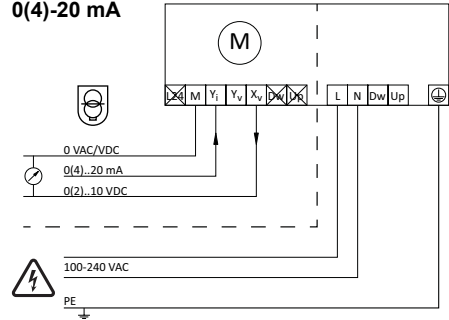 0(4)-20 mA
M
L24 M Yi Yv Xv Dw Up L N Dw Up
0 VAC/VDC
0(4)..20 mA
0(2)..10 VDC
100-240 VAC
PE